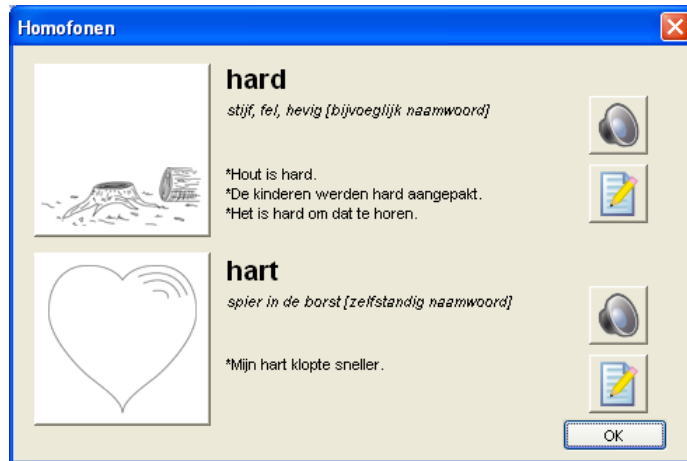 Homofonen
hard
stijf, fel, hevig [bijvoeglijk naamwoord]
*Hout is hard.
*De kinderen werden hard aangepakt.
*Het is hard om dat te horen.
hart
spier in de borst [zelfstandig naamwoord]
*Mijn hart klopte sneller.
OK